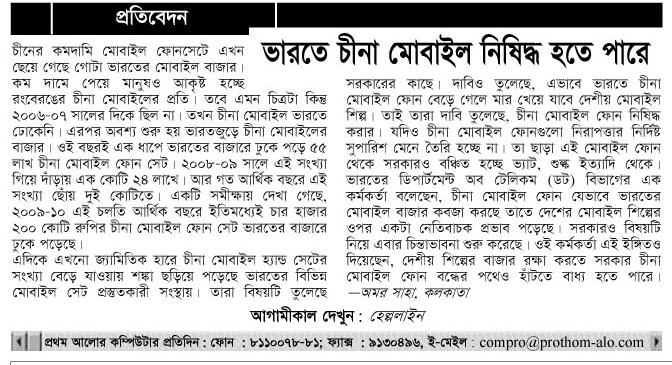 প্রতিবেদন
ভারতে চীনা মোবাইল নিষিদ্ধ হতে পারে
চীনের কমদামি মোবাইল ফোনসেটে এখন
ছেয়ে গেছে গোটা ভারতের মোবাইল বাজার।
কম দামে পেয়ে মানুষও আকৃষ্ট হচ্ছে
রংবেরঙের চীনা মোবাইলের প্রতি। তবে এমন চিত্রটা কিন্তু
২০০৬-০৭ সালের দিকে ছিল না। তখন চীনা মোবাইল ভারতে
ঢোকেনি। এরপর অবশ্য শুরু হয় ভারতজুড়ে চীনা মোবাইলের
বাজার। ওই বছরই এক ধাপে ভারতের বাজারে ঢুকে পড়ে ৫৫
লাখ চীনা মোবাইল ফোন সেট। ২০০৮-০৯ সালে এই সংখ্যা
গিয়ে দাঁড়ায় এক কোটি ২৪ লাখে। আর গত আর্থিক বছরে এই
সংখ্যা ছোঁয় দুই কোটিতে। একটি সমীক্ষায় দেখা গেছে,
২০০৯-১০ এই চলতি আর্থিক বছরে ইতিমধ্যেই চার হাজার
২০০ কোটি রুপির চীনা মোবাইল ফোন সেট ভারতের বাজারে
ঢুকে পড়েছে।
এদিকে এখনো জ্যামিতিক হারে চীনা মোবাইল হ্যান্ড সেটের
সংখ্যা বেড়ে যাওয়ায় শঙ্কা ছড়িয়ে পড়েছে ভারতের বিভিন্ন
মোবাইল সেট প্রস্তুতকারী সংস্থায়। তারা বিষয়টি তুলেছে
সরকারের কাছে। দাবিও তুলেছে, এভাবে ভারতে চীনা
মোবাইল ফোন বেড়ে গেলে মার খেয়ে যাবে দেশীয় মোবাইল
শিল্প। তাই তারা দাবি তুলেছে, চীনা মোবাইল ফোন নিষিদ্ধ
করার। যদিও চীনা মোবাইল ফোনগুলো নিরাপত্তার নির্দিষ্ট
সুপারিশ মেনে তৈরি হচ্ছে না। তা ছাড়া এই মোবাইল ফোন
থেকে সরকারও বঞ্চিত হচ্ছে ভ্যাট, শুল্ক ইত্যাদি থেকে।
ভারতের ডিপার্টমেন্ট অব টেলিকম (ডট) বিভাগের এক
কর্মকর্তা বলেছেন, চীনা মোবাইল ফোন যেভাবে ভারতের
মোবাইল বাজার কবজা করছে তাতে দেশের মোবাইল শিল্পের
ওপর একটা নেতিবাচক প্রভাব পড়েছে। সরকারও বিষয়টি
নিয়ে এবার চিন্তাভাবনা শুরু করেছে। ওই কর্মকর্তা এই ইঙ্গিতও
দিয়েছেন, দেশীয় শিল্পের বাজার রক্ষা করতে সরকার চীনা
মোবাইল ফোন বন্ধের পথেও হাঁটতে বাধ্য হতে পারে।
—অমর সাহা, কলকাতা
আগামীকাল দেখুন : হেল্পলাইন
প্রথম আলোর কম্পিউটার প্রতিদিন : ফোন : ৮১১০০৭৮-৮১; ফ্যাক্স : ৯১৩০৪৯৬, ই-মেইল : compro@prothom-alo.com